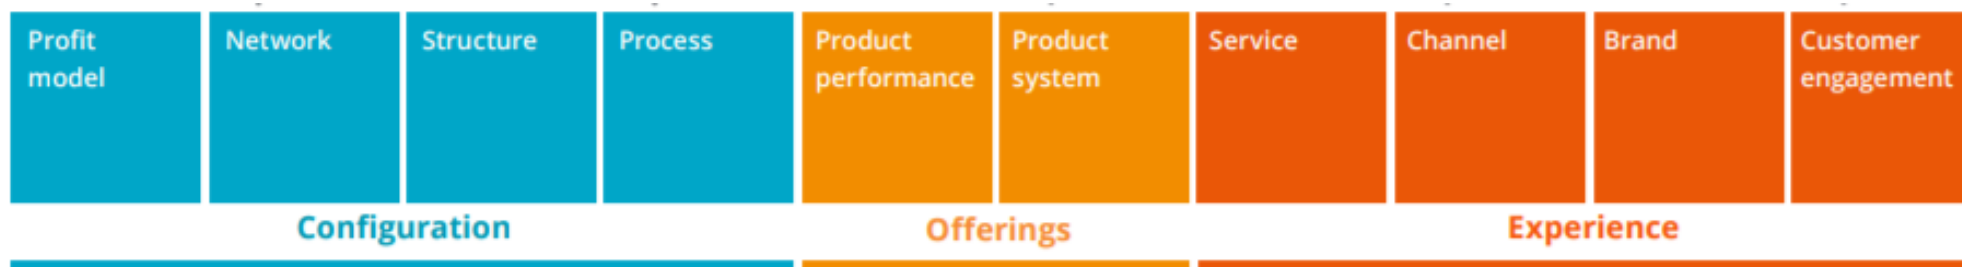 Profit
model
Network
Structure
Process
Product
performance
Product
system
Service
Channel
Brand
Customer
engagement
Configuration
Offerings
Experience